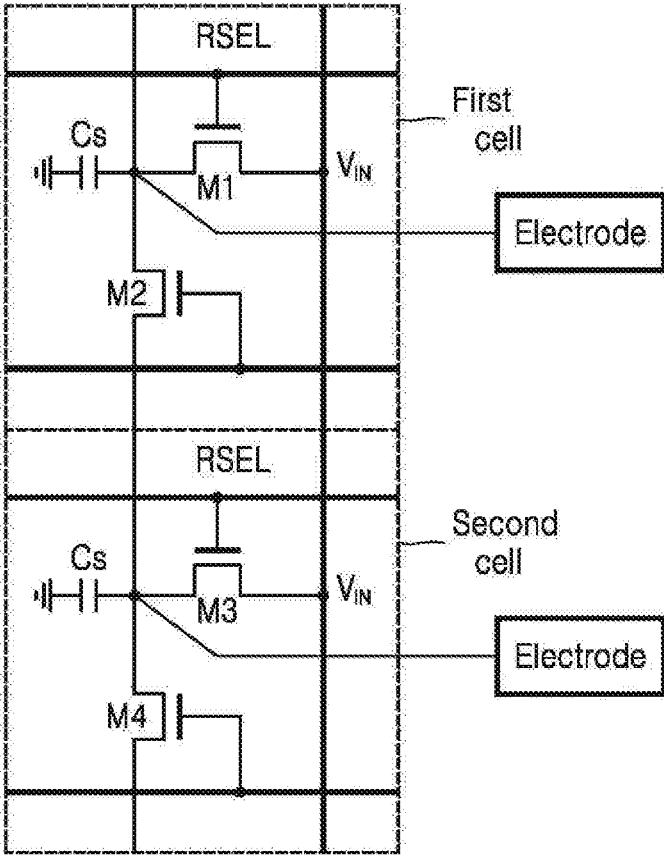 RSEL
First
cell
Cs
M1
VIN
Electrode
M2
RSEL
Second
cell
Cs
M3
VIN
Electrode
M4